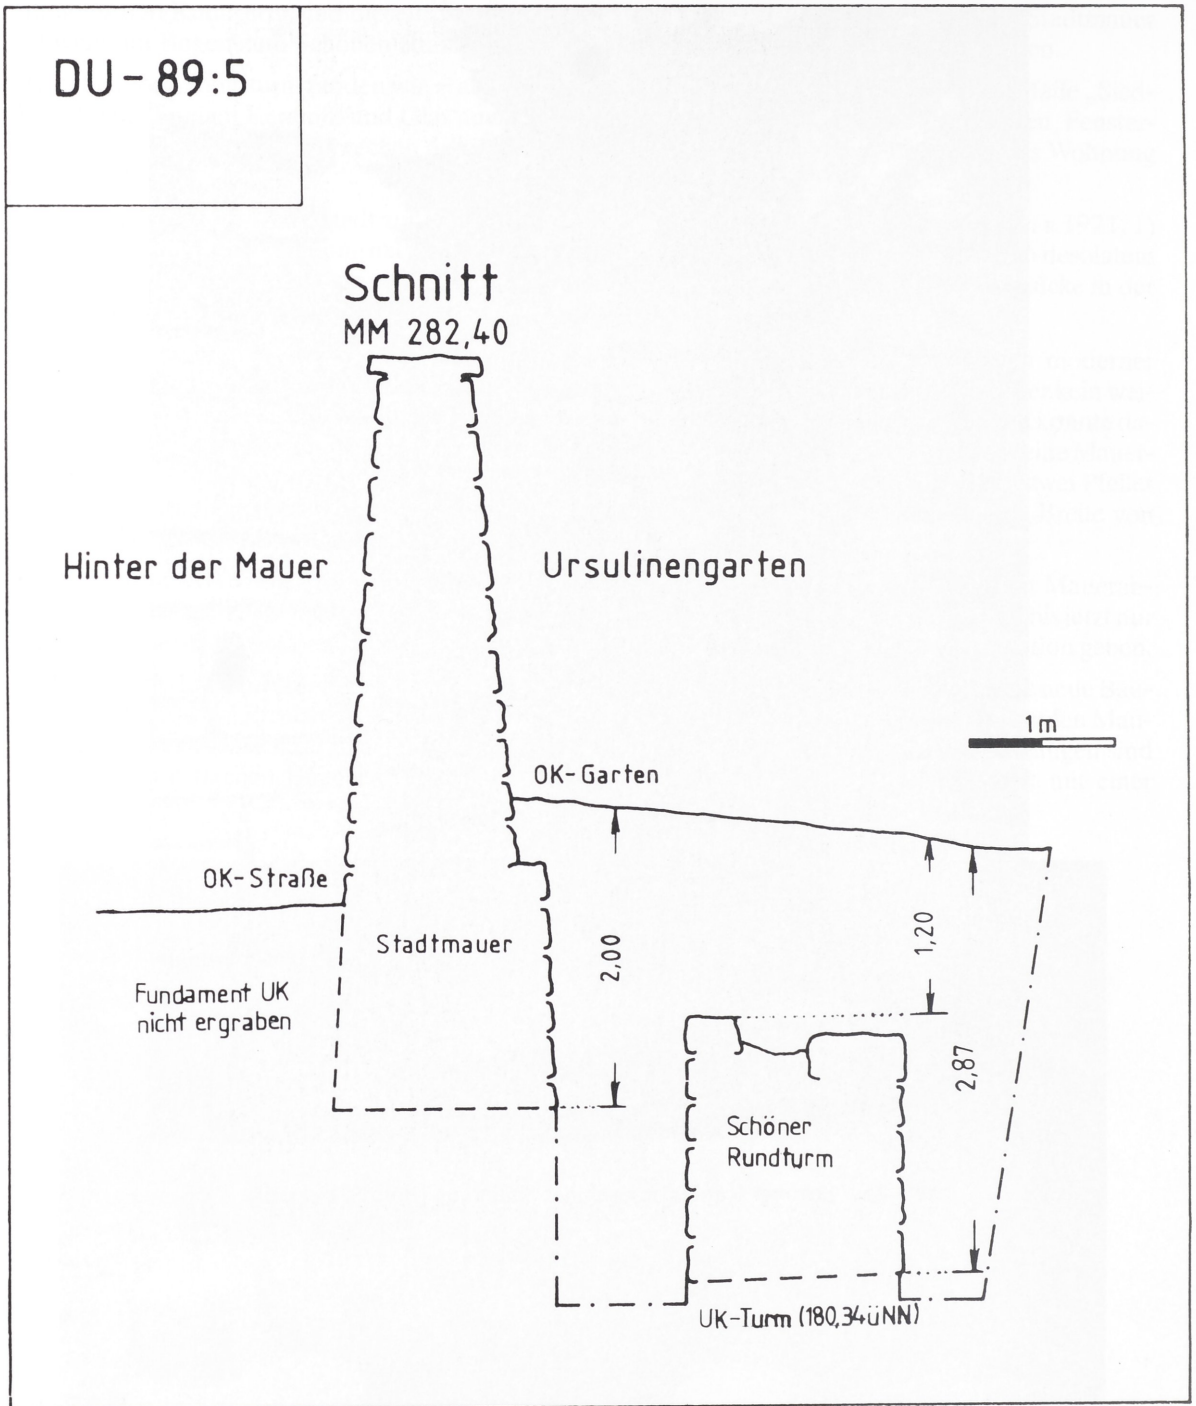 DU-89:5
Schnitt
MM 282,40
Hinter der Mauer
Ursulinengarten
1m
OK-Garten
OK-Straße
Stadtmauer
Fundament UK
nicht ergraben
2,00
1,20
2,87
Schöner
Rundturm
UK-Turm (180,34üNN)